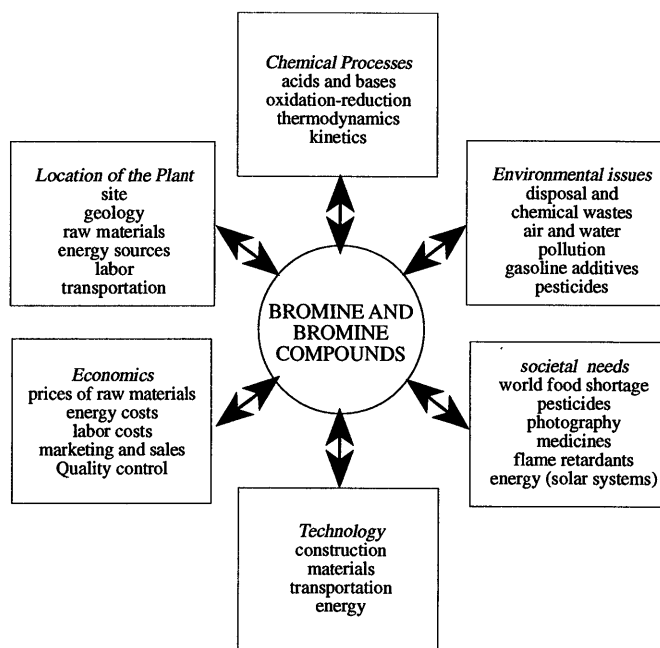 Chemical Processes
acids and bases
oxidation-reduction
thermodynamics
kinetics
Location of the Plant
site
geology
raw materials
energy sources
labor
transportation
Environmental issues
disposal and
chemical wastes
air and water
pollution
gasoline additives
pesticides
BROMINE AND
BROMINE
COMPOUNDS
Economics
prices of raw materials
energy costs
labor costs
marketing and sales
Quality control
societal needs
world food shortage
pesticides
photography
medicines
flame retardants
energy (solar systems)
Technology
construction
materials
transportation
energy